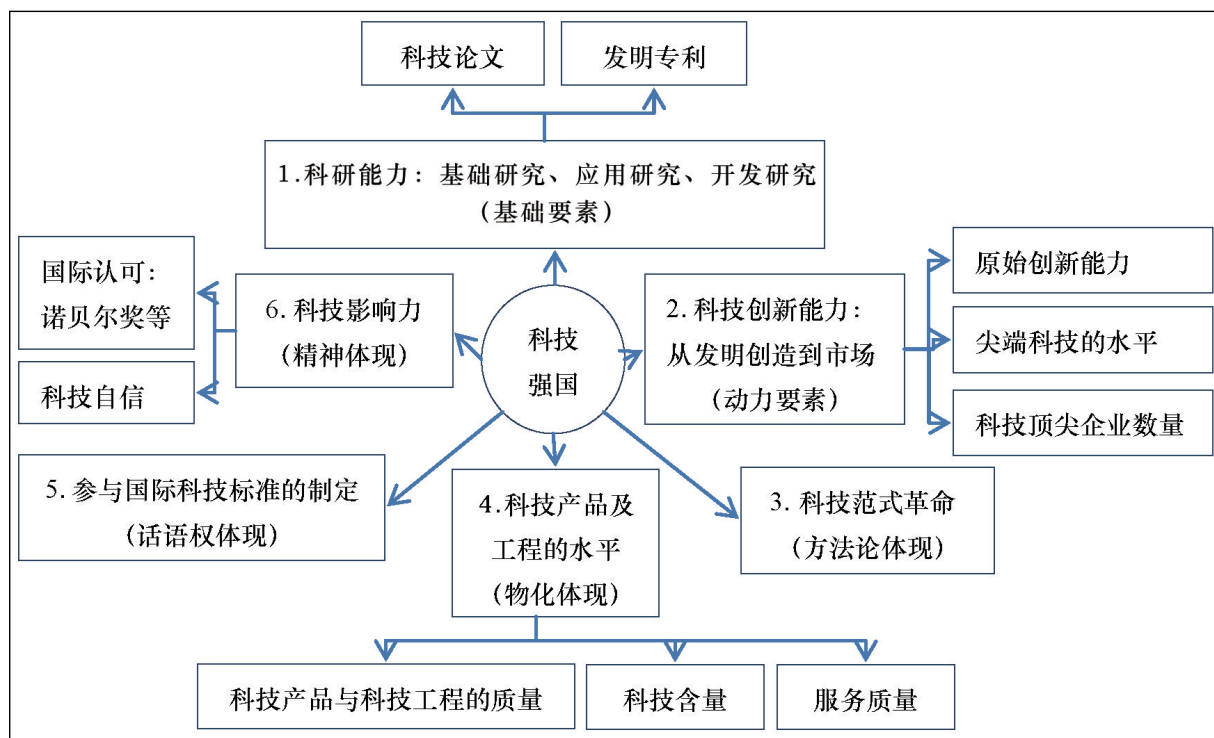 科技论文
发明专利
1.科研能力：基础研究、应用研究、开发研究
(基础要素)
国际认可：
诺贝尔奖等
科技自信
6. 科技影响力
(精神体现)
科技
强国
2. 科技创新能力：
从发明创造到市场
(动力要素)
原始创新能力
尖端科技的水平
科技顶尖企业数量
5. 参与国际科技标准的制定
(话语权体现)
4.科技产品及
工程的水平
(物化体现)
3. 科技范式革命
(方法论体现)
科技产品与科技工程的质量
科技含量
服务质量